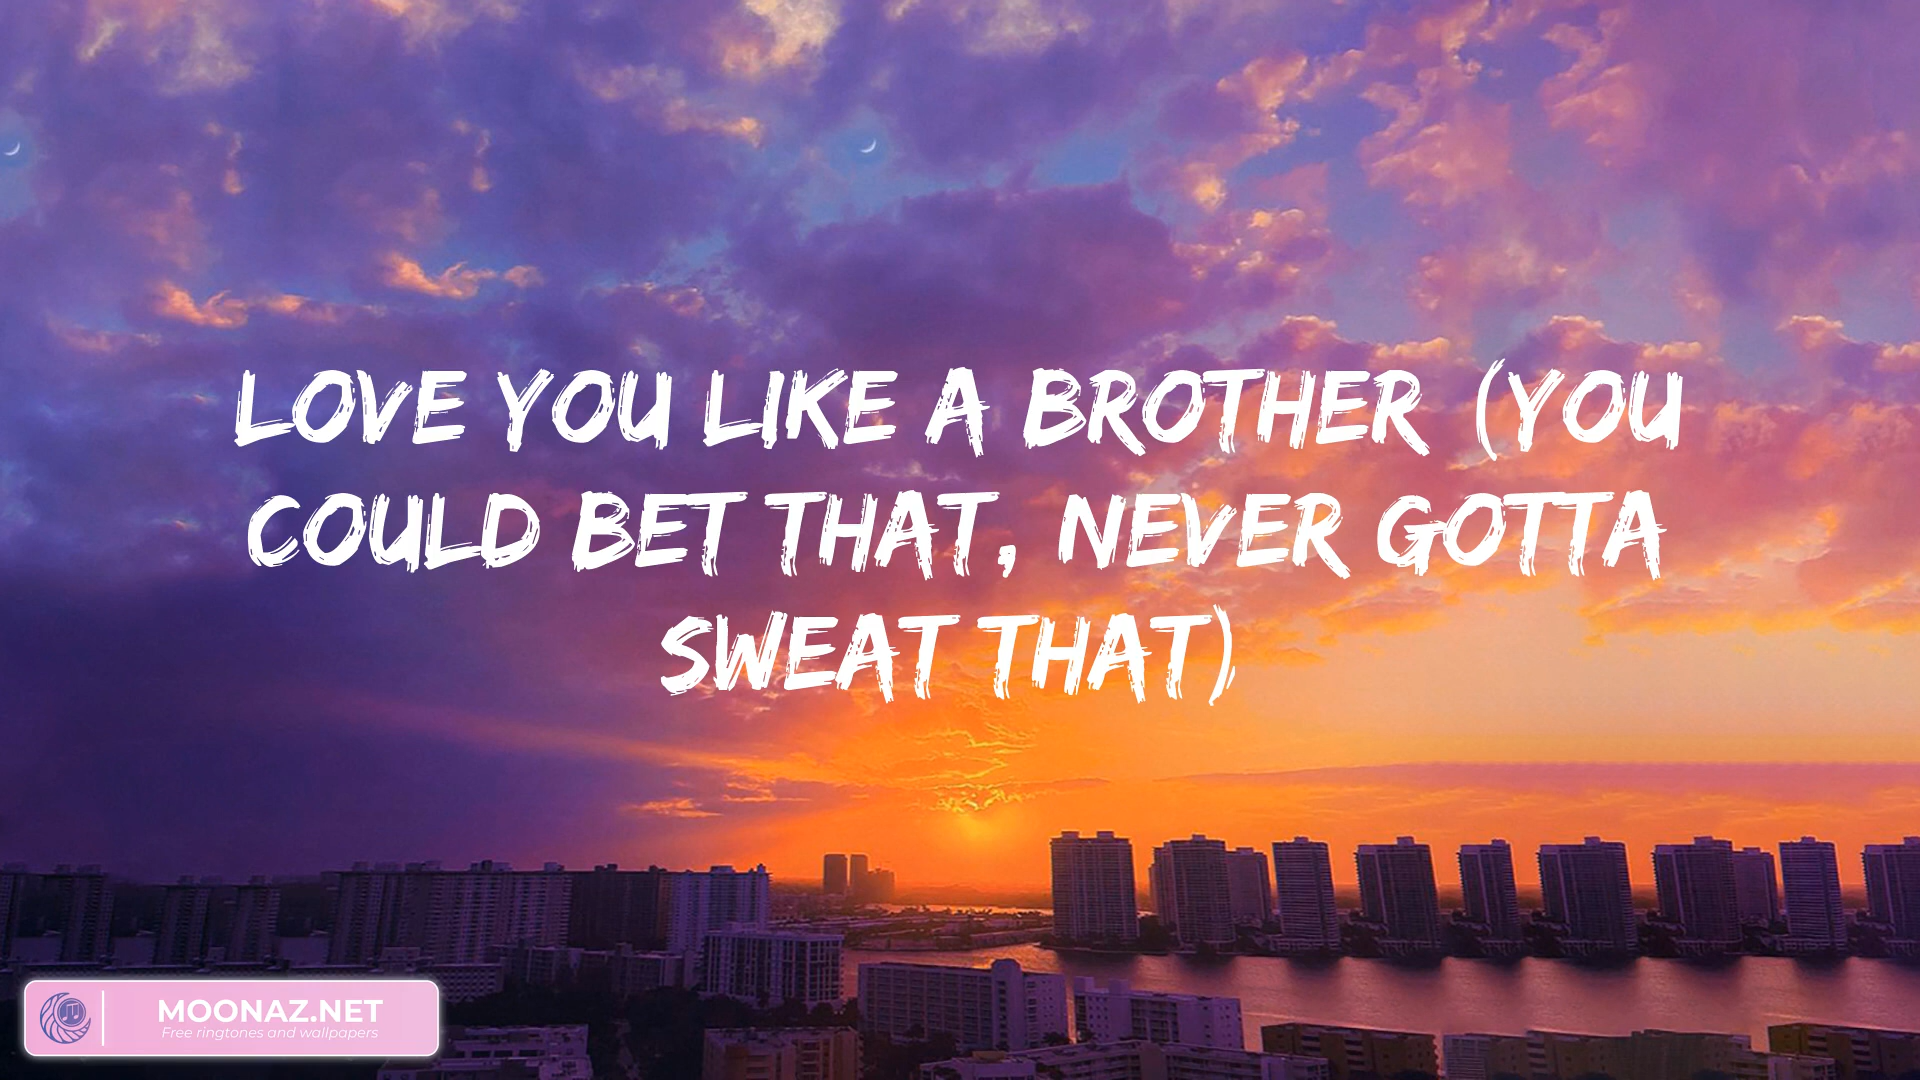 LOVE YOU LIKE A BROTHER (YOU
COULD BET THAT, NEVER GOTTA
SWEAT THAT)
MOONAZ.NET
Free ringtones and wallpapers